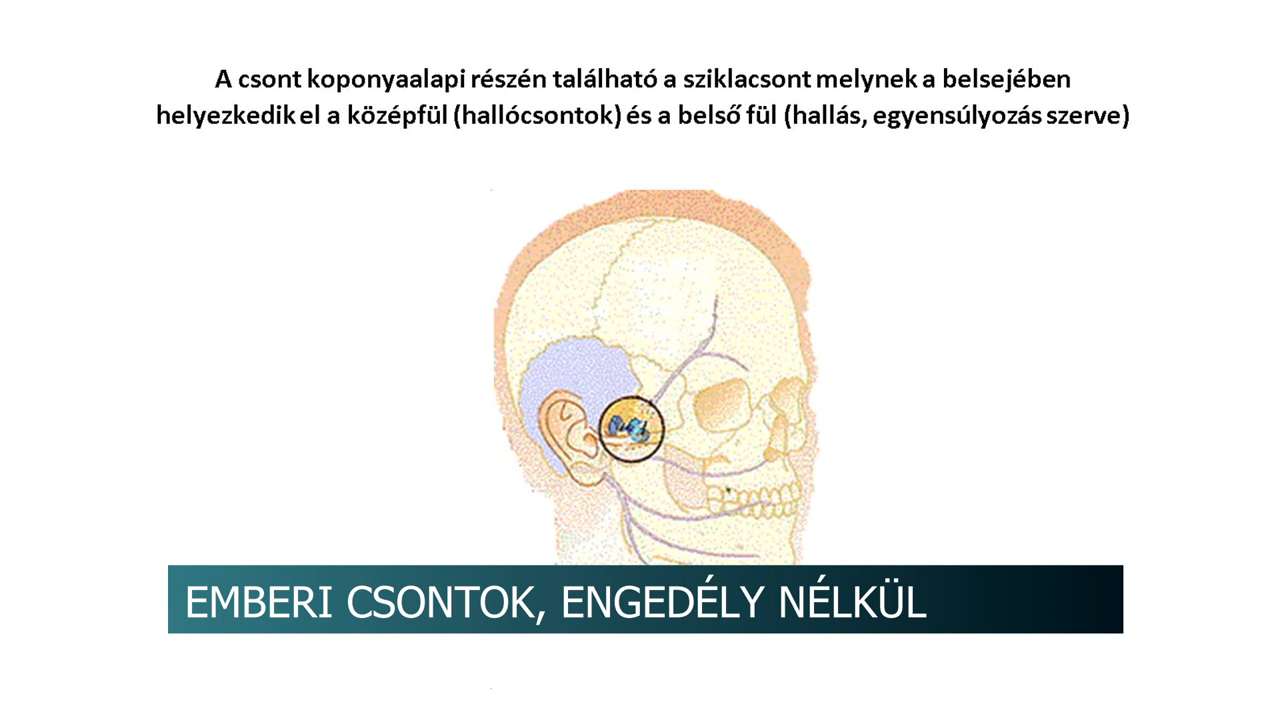 A csont koponyaalapi részén található a sziklacsont melynek a belsejében
helyezkedik el a középfül (hallócsontok) és a belső fül (hallás, egyensúlyozás szerve)
EMBERI CSONTOK, ENGEDÉLY NÉLKÜL